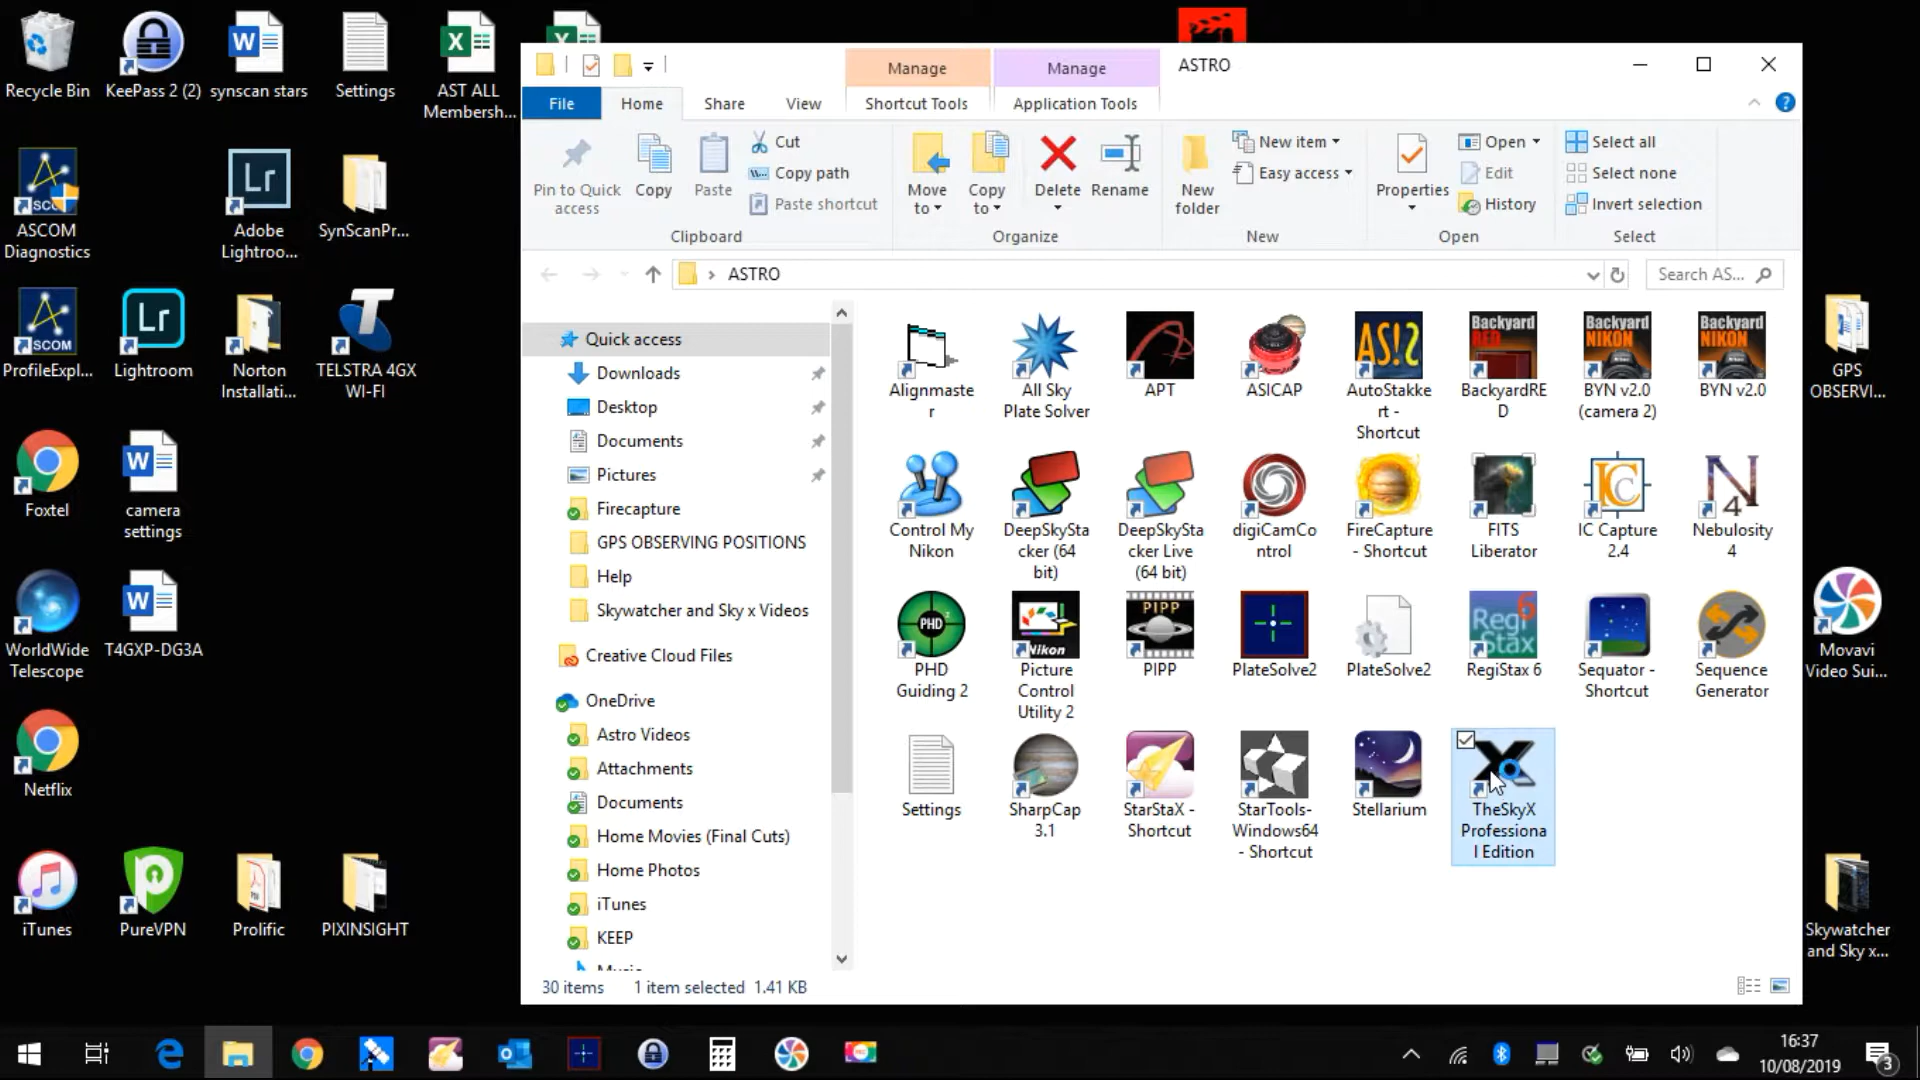 Recycle Bin
KeePass 2 (2)
synscan stars
Settings
AST ALL
Membersh...
ASCOM
Diagnostics
Adobe
Lightroo...
SynScanPr...
ProfileExpl...
Lightroom
Norton
Installati...
TELSTRA 4GX
WI-FI
Foxtel
camera
settings
WorldWide
Telescope
T4GXP-DG3A
Netflix
iTunes
PureVPN
Prolific
PIXINSIGHT
Manage
Manage
ASTRO
File
Home
Share
View
Shortcut Tools
Application Tools
Pin to Quick
access
Copy
Paste
Cut
Copy path
Paste shortcut
Clipboard
Move
to
Copy
to
Delete
Rename
Organize
New
folder
New item
Easy access
New
Properties
Open
Edit
History
Open
Select all
Select none
Invert selection
Select
ASTRO
Search AS...
Quick access
Downloads
Desktop
Documents
Pictures
Firecapture
GPS OBSERVING POSITIONS
Help
Skywatcher and Sky x Videos
Creative Cloud Files
OneDrive
Astro Videos
Attachments
Documents
Home Movies (Final Cuts)
Home Photos
iTunes
KEEP
Alignmaste
r
All Sky
Plate Solver
APT
ASICAP
AutoStakke
rt -
Shortcut
BackyardRE
D
BYN v2.0
(camera 2)
BYN v2.0
Control My
Nikon
DeepSkySta
cker (64
bit)
DeepSkySta
cker Live
(64 bit)
digiCamCo
ntrol
FireCapture
- Shortcut
FITS
Liberator
IC Capture
2.4
Nebulosity
4
PHD
Guiding 2
Picture
Control
Utility 2
PIPP
PlateSolve2
PlateSolve2
RegiStax 6
Sequator -
Shortcut
Sequence
Generator
Settings
SharpCap
3.1
StarStaX -
Shortcut
StarTools-
Windows64
- Shortcut
Stellarium
TheSkyX
Professiona
l Edition
30 items
1 item selected 1.41 KB
GPS
OBSERVI...
Movavi
Video Sui...
Skywatcher
and Sky x...
16:37
10/08/2019
3